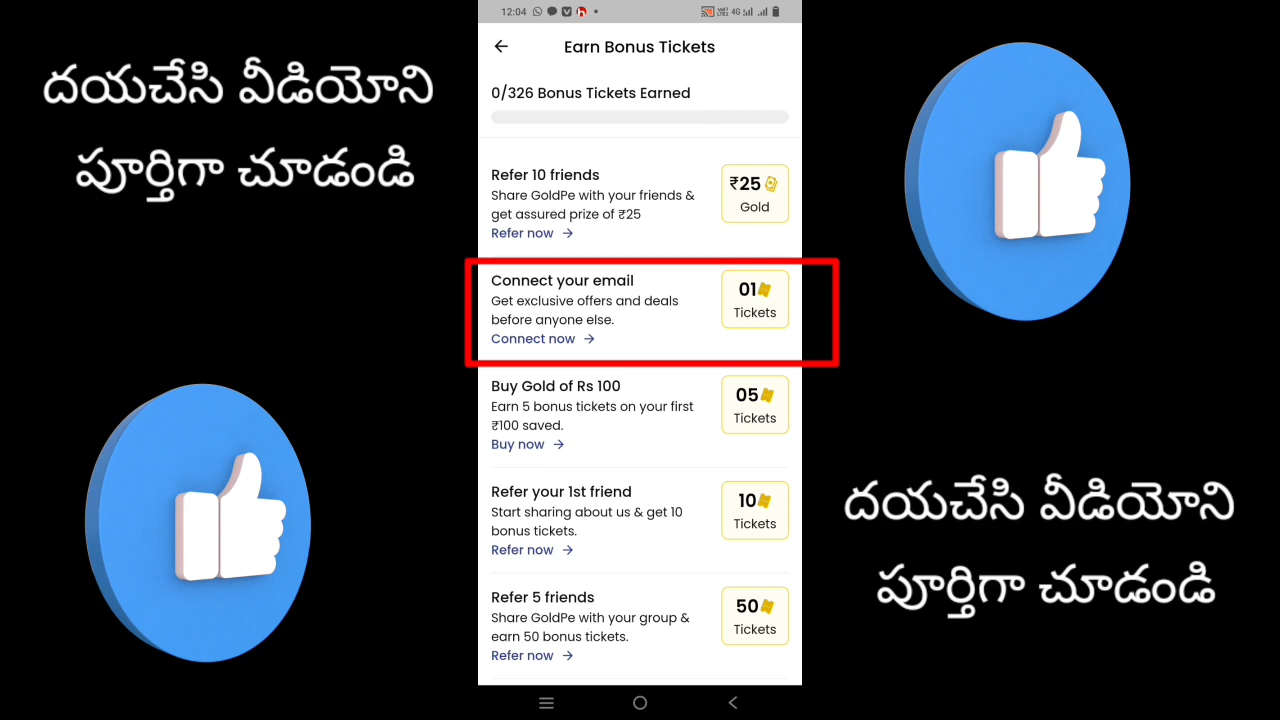 దయచేసి వీడియోని
పూర్తిగా చూడండి
12:04
4G
Earn Bonus Tickets
0/326 Bonus Tickets Earned
Refer 10 friends
Share GoldPe with your friends &
get assured prize of ₹25
Refer now
₹25
Gold
Connect your email
Get exclusive offers and deals
before anyone else.
Connect now
01
Tickets
Buy Gold of Rs 100
Earn 5 bonus tickets on your first
₹100 saved.
Buy now
05
Tickets
Refer your 1st friend
Start sharing about us & get 10
bonus tickets.
Refer now
10
Tickets
Refer 5 friends
Share GoldPe with your group &
earn 50 bonus tickets.
Refer now
50
Tickets
దయచేసి వీడియోని
పూర్తిగా చూడండి